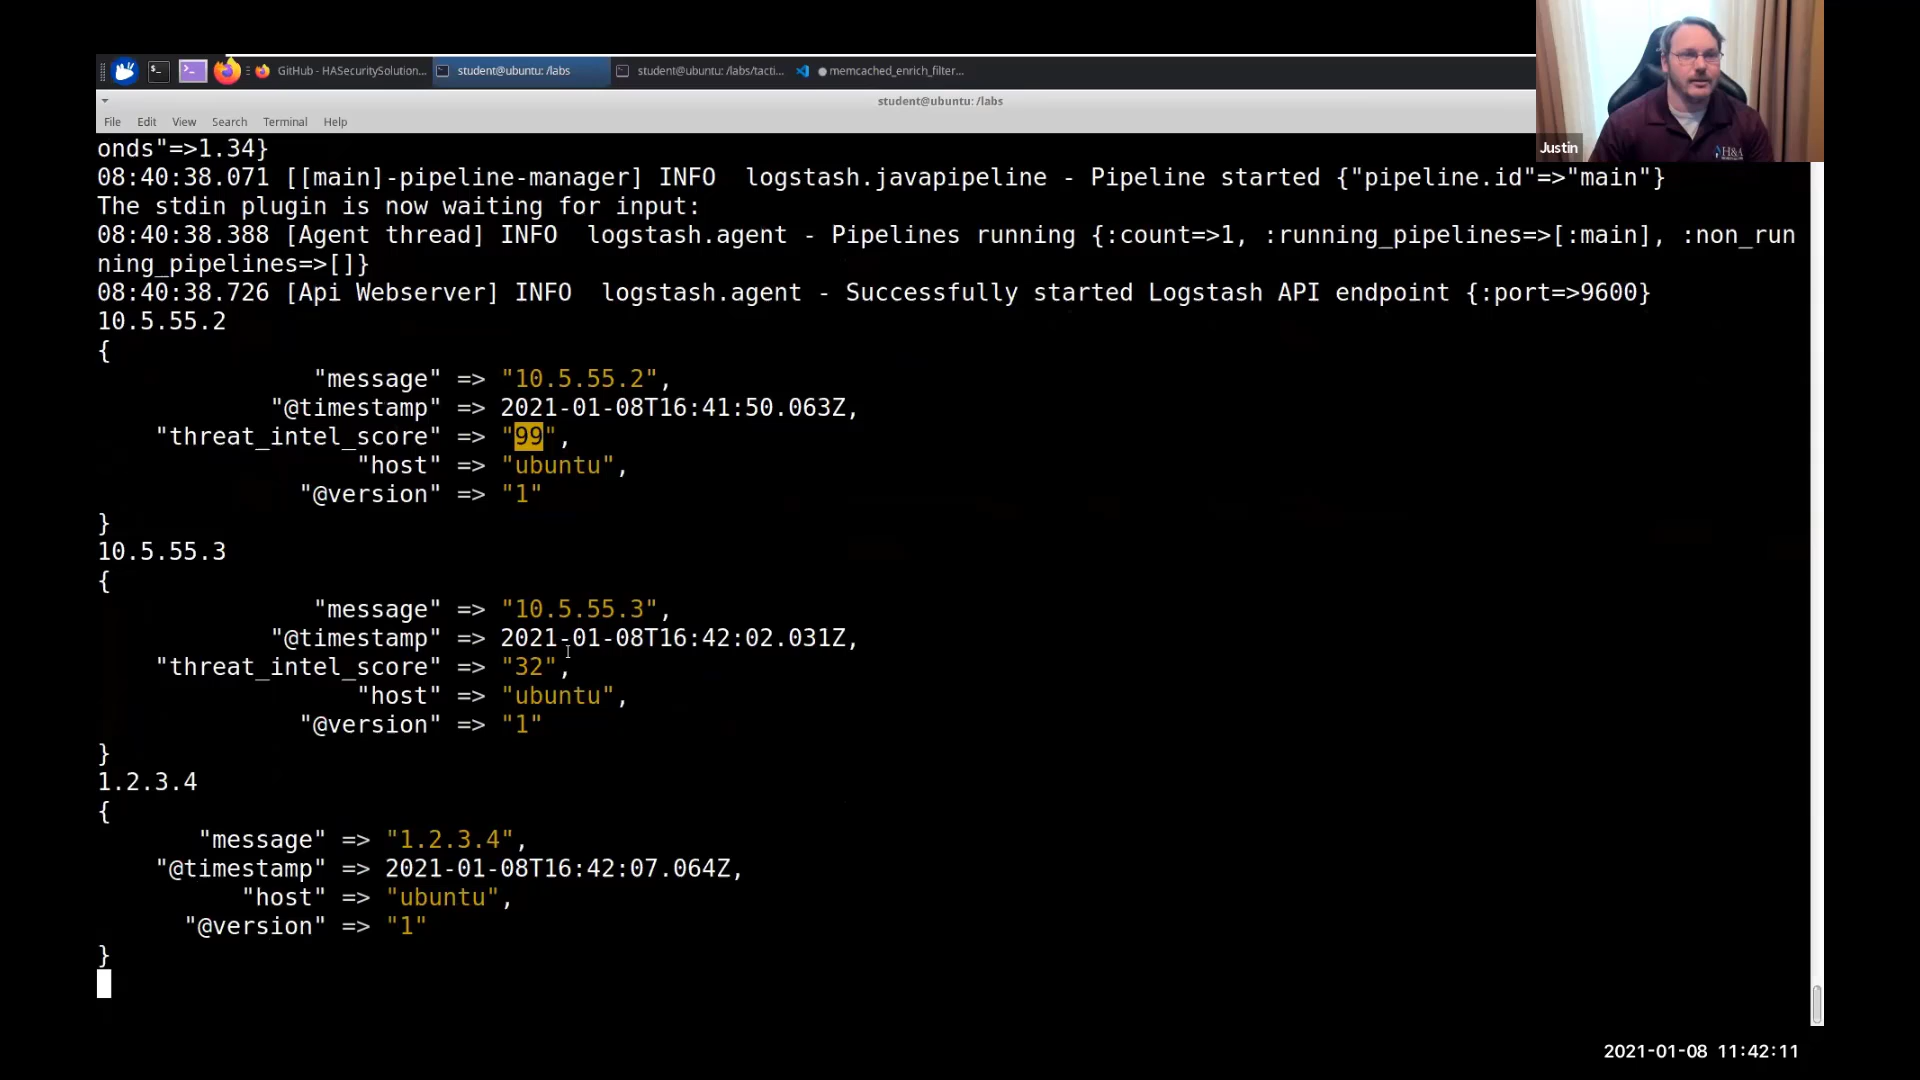 GitHub - HASecuritySolution... student@ubuntu: /labs student@ubuntu: /labs/tacti... memcached_enrich_filter...
student@ubuntu: /labs
File Edit View Search Terminal Help
Justin
H&A
onds"=>1.34}
08:40:38.071 [[main]-pipeline-manager] INFO  logstash.javapipeline - Pipeline started {"pipeline.id"=>"main"}
The stdin plugin is now waiting for input:
08:40:38.388 [Agent thread] INFO  logstash.agent - Pipelines running {:count=>1, :running_pipelines=>[:main], :non_run
ning_pipelines=>[]}
08:40:38.726 [Api Webserver] INFO  logstash.agent - Successfully started Logstash API endpoint {:port=>9600}
10.5.55.2
{
"message" => "10.5.55.2",
"@timestamp" => 2021-01-08T16:41:50.063Z,
"threat_intel_score" => "99",
"host" => "ubuntu",
"@version" => "1"
}
10.5.55.3
{
"message" => "10.5.55.3",
"@timestamp" => 2021-01-08T16:42:02.031Z,
"threat_intel_score" => "32",
"host" => "ubuntu",
"@version" => "1"
}
1.2.3.4
{
"message" => "1.2.3.4",
"@timestamp" => 2021-01-08T16:42:07.064Z,
"host" => "ubuntu",
"@version" => "1"
}
2021-01-08 11:42:11